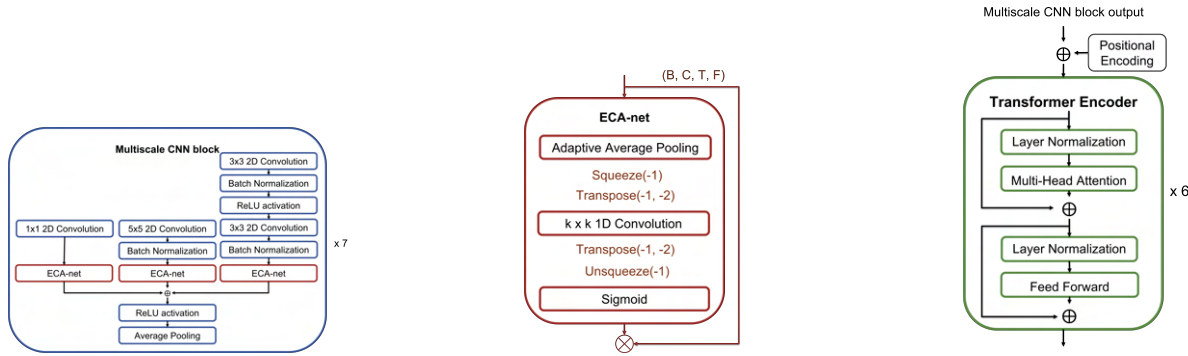 Multiscale CNN block
3x3 2D Convolution
Batch Normalization
ReLU activation
1x1 2D Convolution
5x5 2D Convolution
3x3 2D Convolution
Batch Normalization
Batch Normalization
ECA-net
ECA-net
ECA-net
ReLU activation
Average Pooling
x 7
(B, C, T, F)
ECA-net
Adaptive Average Pooling
Squeeze(-1)
Transpose(-1, -2)
k x k 1D Convolution
Transpose(-1, -2)
Unsqueeze(-1)
Sigmoid
Multiscale CNN block output
Positional
Encoding
Transformer Encoder
Layer Normalization
Multi-Head Attention
Layer Normalization
Feed Forward
x 6